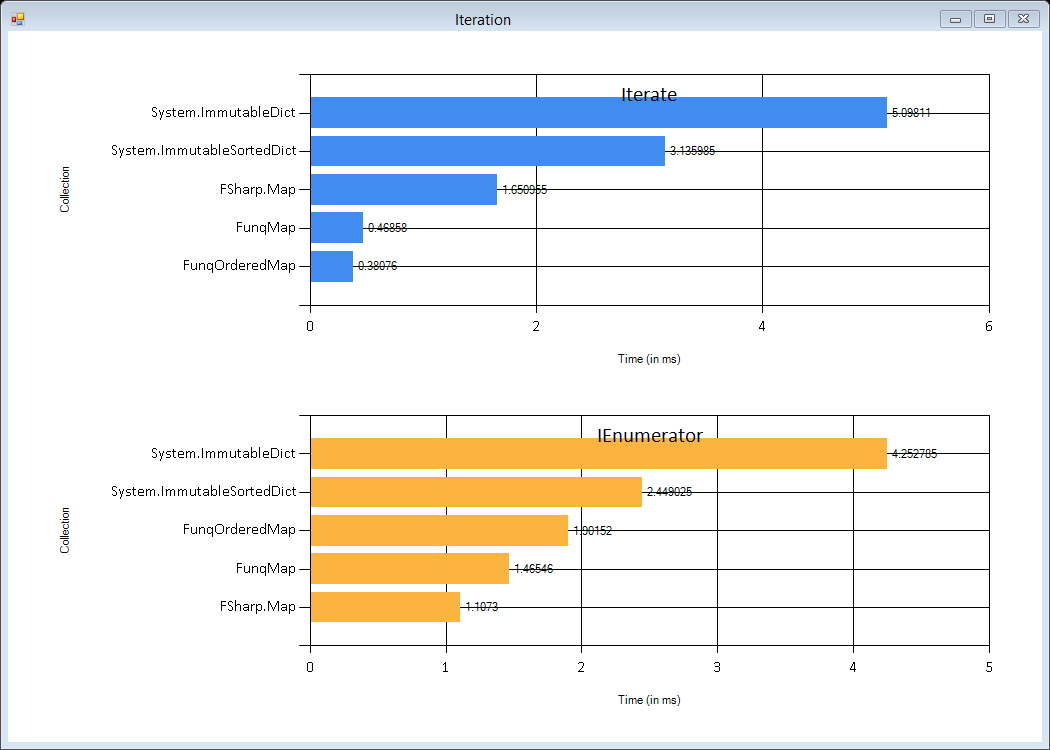 Iteration
Iterate
System.ImmutableDict
5.09811
System.ImmutableSortedDict
3.135985
FSharp.Map
1.650955
FunqMap
0.46858
FunqOrderedMap
0.38076
Collection
0 2 4 6
Time (in ms)
IEnumerator
System.ImmutableDict
4.252785
System.ImmutableSortedDict
2.449025
FunqOrderedMap
1.90152
FunqMap
1.46546
FSharp.Map
1.1073
Collection
0 1 2 3 4 5
Time (in ms)